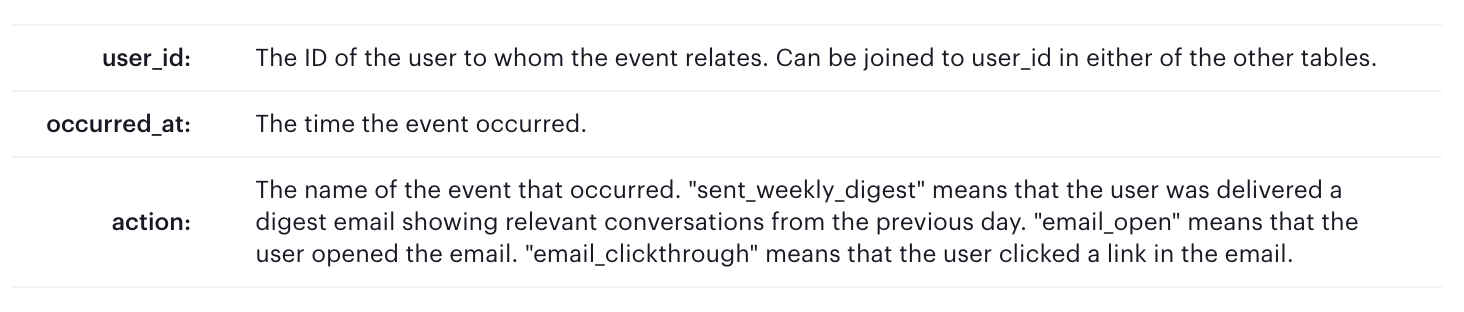 user_id: The ID of the user to whom the event relates. Can be joined to user_id in either of the other tables.
occurred_at: The time the event occurred.
The name of the event that occurred. "sent_weekly_digest" means that the user was delivered a
action: digest email showing relevant conversations from the previous day. "email_open" means that the
user opened the email. "email_clickthrough" means that the user clicked a link in the email.